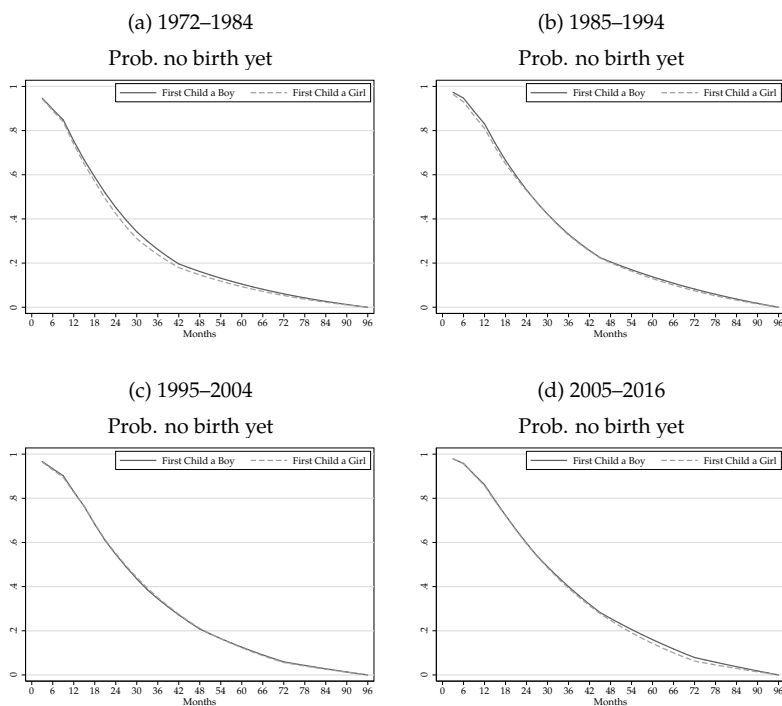 (a) 1972–1984
Prob. no birth yet
First Child a Boy First Child a Girl
1
.8
.6
.4
.2
0
0 6 12 18 24 30 36 42 48 54 60 66 72 78 84 90 96
Months
(b) 1985–1994
Prob. no birth yet
First Child a Boy First Child a Girl
1
.8
.6
.4
.2
0
0 6 12 18 24 30 36 42 48 54 60 66 72 78 84 90 96
Months
(c) 1995–2004
Prob. no birth yet
First Child a Boy First Child a Girl
1
.8
.6
.4
.2
0
0 6 12 18 24 30 36 42 48 54 60 66 72 78 84 90 96
Months
(d) 2005–2016
Prob. no birth yet
First Child a Boy First Child a Girl
1
.8
.6
.4
.2
0
0 6 12 18 24 30 36 42 48 54 60 66 72 78 84 90 96
Months